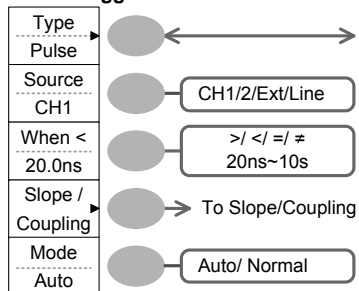 Type
Pulse
Source
CH1
CH1/2/Ext/Line
When <
20.0ns
>/ </ =/ ≠
20ns~10s
Slope /
Coupling
To Slope/Coupling
Mode
Auto
Auto/ Normal